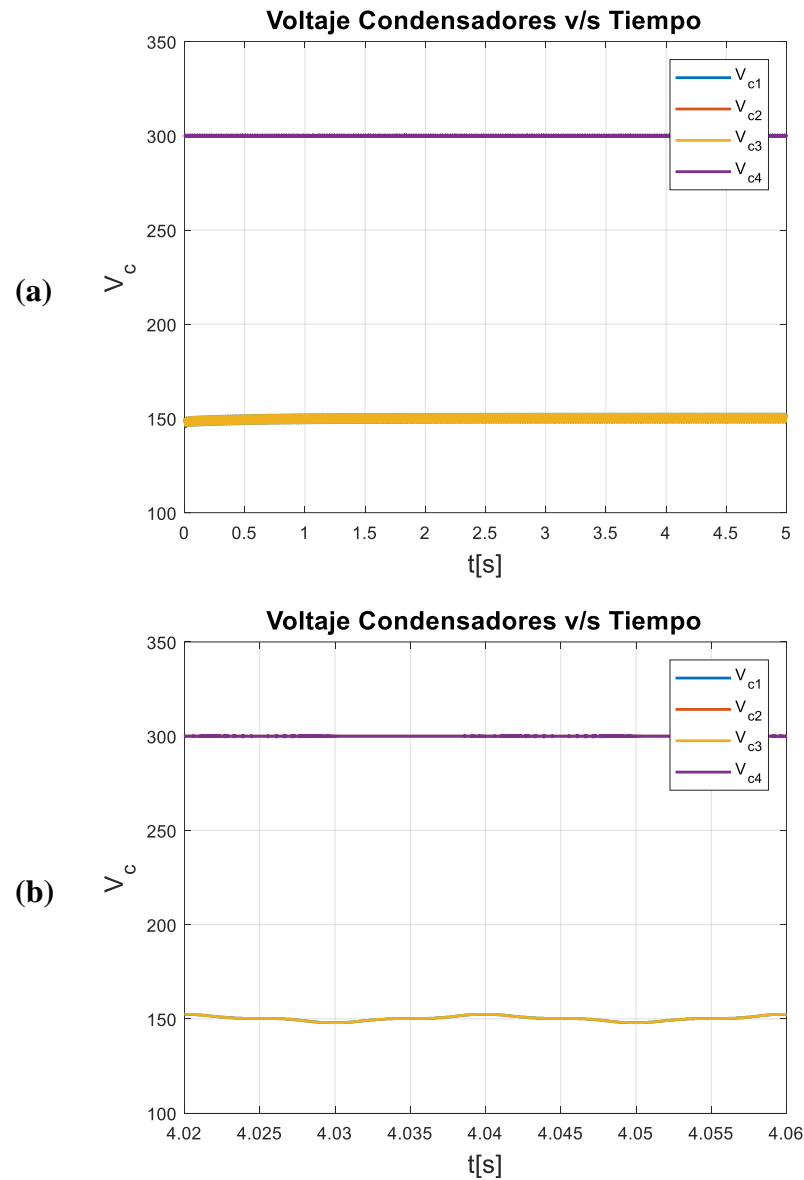 Voltaje Condensadores v/s Tiempo
350
300
250
200
150
100
V_c
(a)
V_c1
V_c2
V_c3
V_c4
0 0.5 1 1.5 2 2.5 3 3.5 4 4.5 5
t[s]
Voltaje Condensadores v/s Tiempo
350
300
250
200
150
100
V_c
(b)
V_c1
V_c2
V_c3
V_c4
4.02 4.025 4.03 4.035 4.04 4.045 4.05 4.055 4.06
t[s]